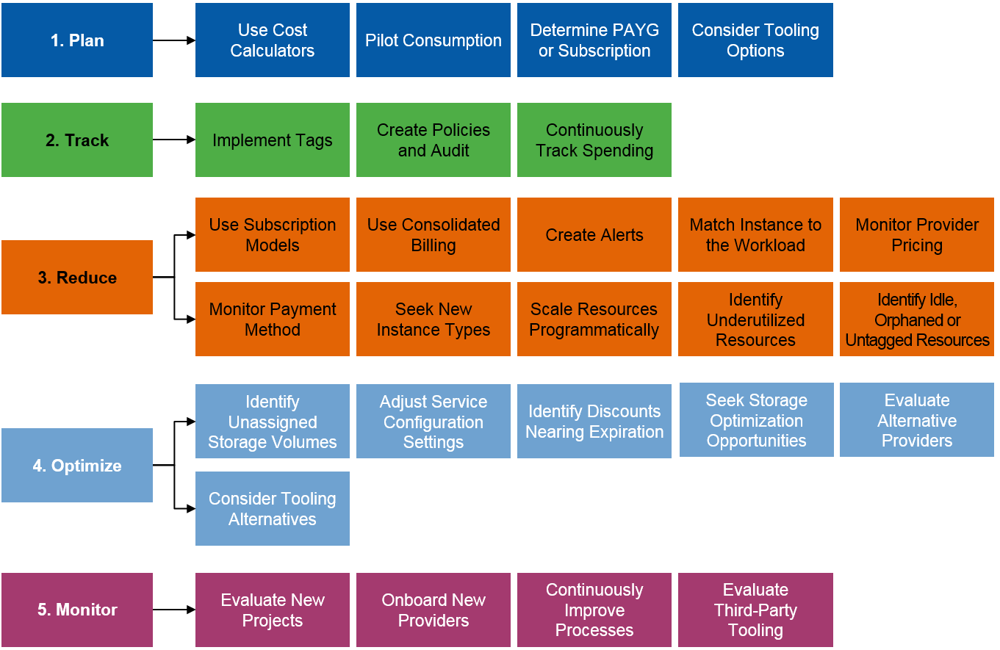 1. Plan
Use Cost
Calculators
Pilot Consumption
Determine PAYG
or Subscription
Consider Tooling
Options
2. Track
Implement Tags
Create Policies
and Audit
Continuously
Track Spending
3. Reduce
Use Subscription
Models
Use Consolidated
Billing
Create Alerts
Match Instance to
the Workload
Monitor Provider
Pricing
Monitor Payment
Method
Seek New
Instance Types
Scale Resources
Programmatically
Identify
Underutilized
Resources
Identify Idle,
Orphaned or
Untagged Resources
4. Optimize
Identify
Unassigned
Storage Volumes
Adjust Service
Configuration
Settings
Identify Discounts
Nearing Expiration
Seek Storage
Optimization
Opportunities
Evaluate
Alternative
Providers
Consider Tooling
Alternatives
5. Monitor
Evaluate New
Projects
Onboard New
Providers
Continuously
Improve
Processes
Evaluate
Third-Party
Tooling